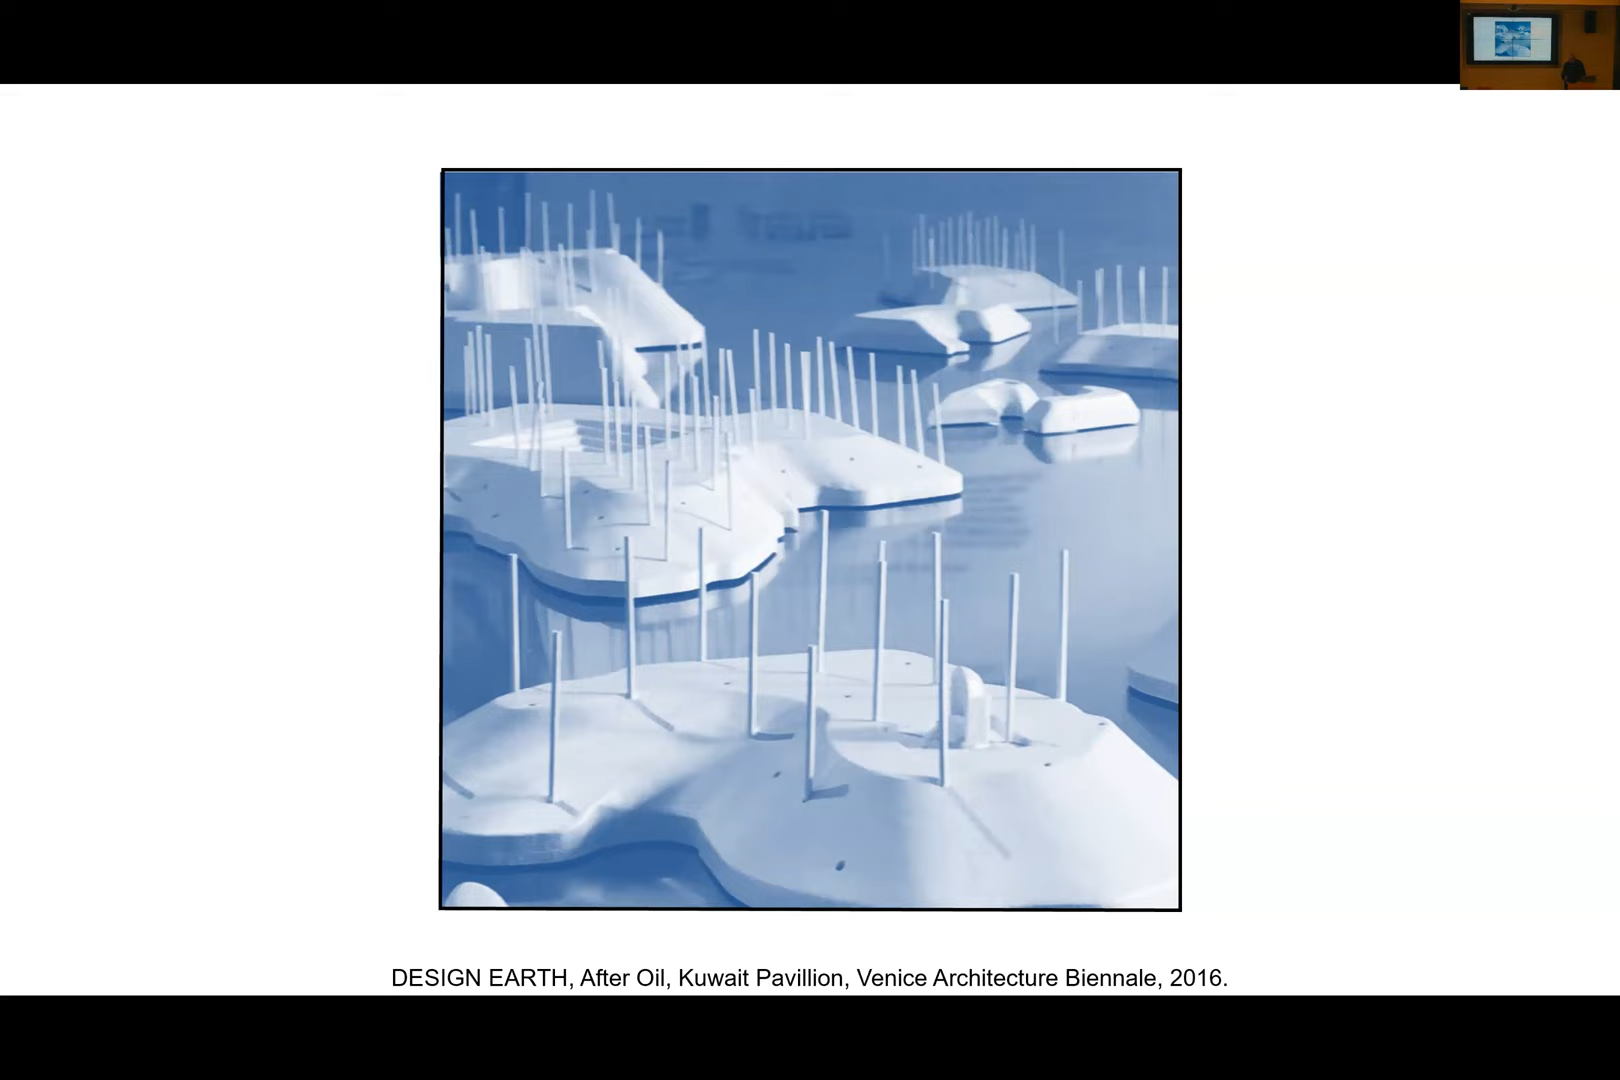 DESIGN EARTH, After Oil, Kuwait Pavillion, Venice Architecture Biennale, 2016.